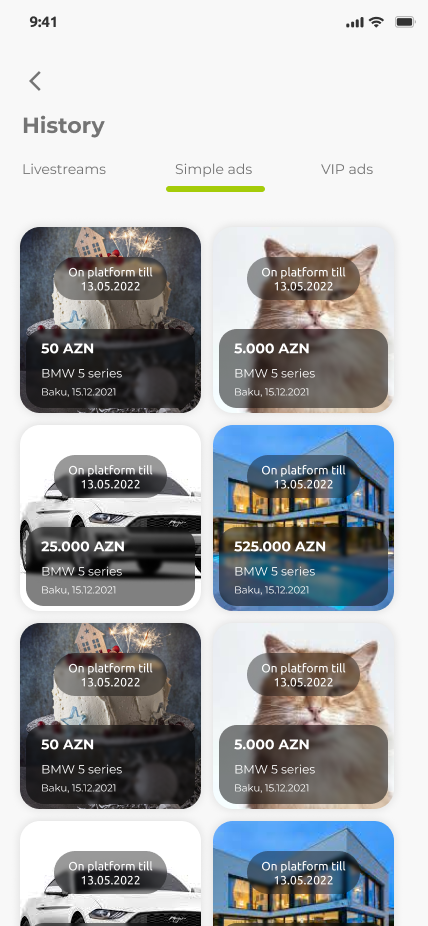 9:41
History
Livestreams
Simple ads
VIP ads
On platform till
13.05.2022
50 AZN
BMW 5 series
Baku, 15.12.2021
On platform till
13.05.2022
5.000 AZN
BMW 5 series
Baku, 15.12.2021
On platform till
13.05.2022
25.000 AZN
BMW 5 series
Baku, 15.12.2021
On platform till
13.05.2022
525.000 AZN
BMW 5 series
Baku, 15.12.2021
On platform till
13.05.2022
50 AZN
BMW 5 series
Baku, 15.12.2021
On platform till
13.05.2022
5.000 AZN
BMW 5 series
Baku, 15.12.2021
On platform till
13.05.2022
On platform till
13.05.2022